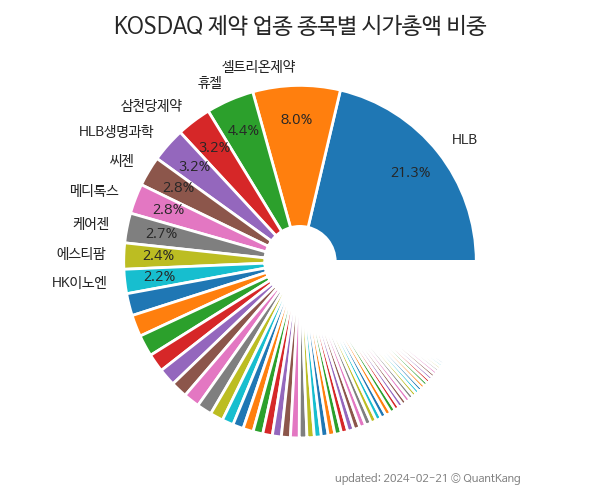 KOSDAQ 제약 업종 종목별 시가총액 비중
셀트리온제약
휴젤
삼천당제약
HLB생명과학
HLB
씨젠
메디톡스
케어젠
에스티팜
HK이노엔
8.0%
4.4%
3.2%
3.2%
21.3%
2.8%
2.8%
2.7%
2.4%
2.2%
updated: 2024-02-21 © QuantKang